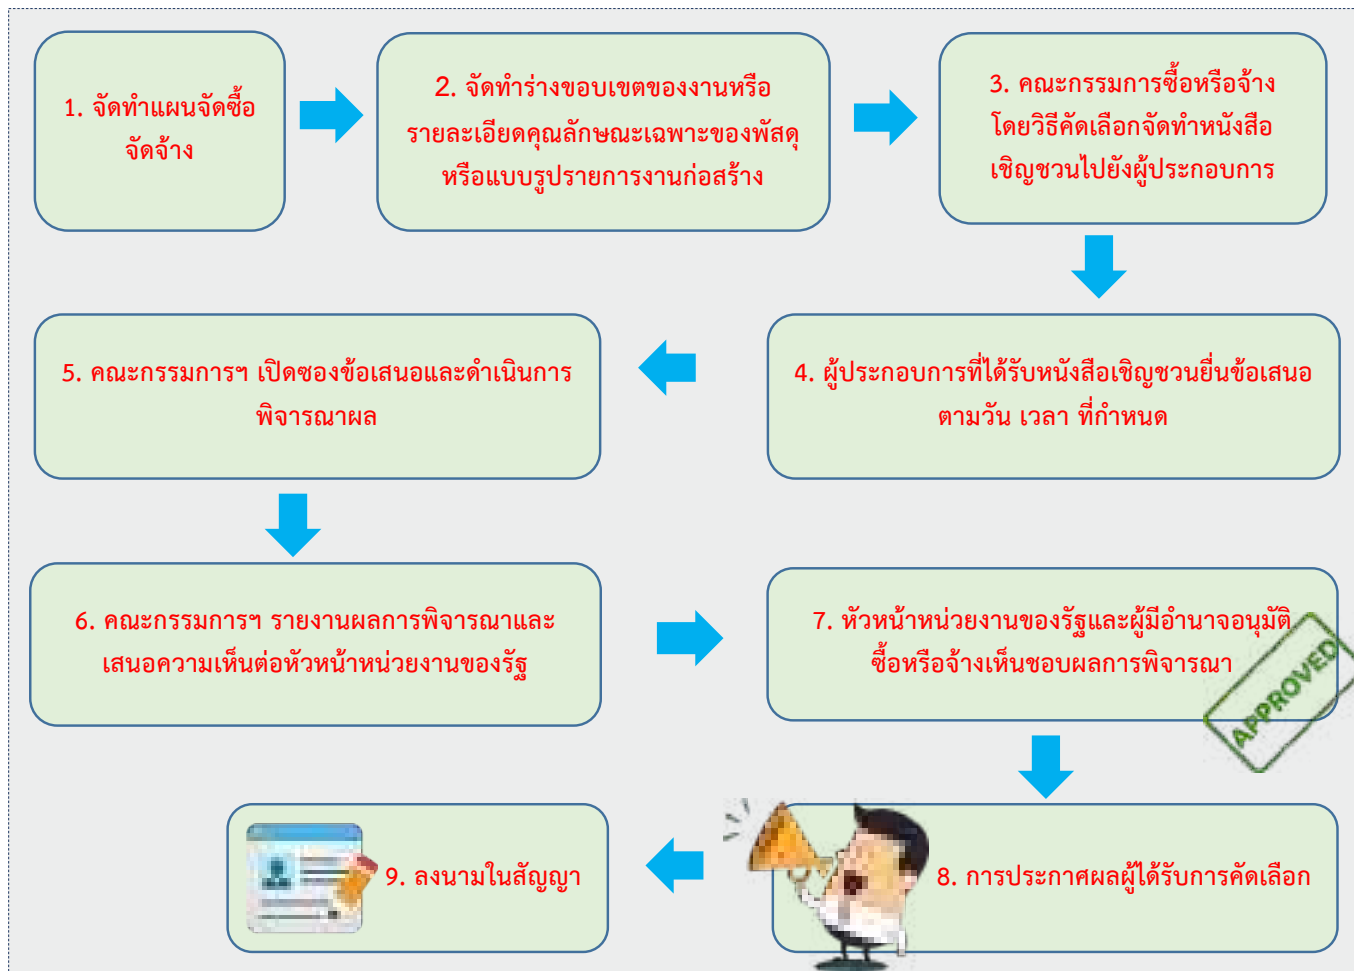 1. จัดทำแผนจัดซื้อ
จัดจ้าง
2. จัดทำร่างขอบเขตของงานหรือ
รายละเอียดคุณลักษณะเฉพาะของพัสดุ
หรือแบบรูปรายการงานก่อสร้าง
3. คณะกรรมการซื้อหรือจ้าง
โดยวิธีคัดเลือกจัดทำหนังสือ
เชิญชวนไปยังผู้ประกอบการ
4. ผู้ประกอบการที่ได้รับหนังสือเชิญชวนยื่นข้อเสนอ
ตามวัน เวลา ที่กำหนด
5. คณะกรรมการฯ เปิดซองข้อเสนอและดำเนินการ
พิจารณาผล
6. คณะกรรมการฯ รายงานผลการพิจารณาและ
เสนอความเห็นต่อหัวหน้าหน่วยงานของรัฐ
7. หัวหน้าหน่วยงานของรัฐและผู้มีอำนาจอนุมัติ
ซื้อหรือจ้างเห็นชอบผลการพิจารณา
APPROVED
8. การประกาศผลผู้ได้รับการคัดเลือก
9. ลงนามในสัญญา